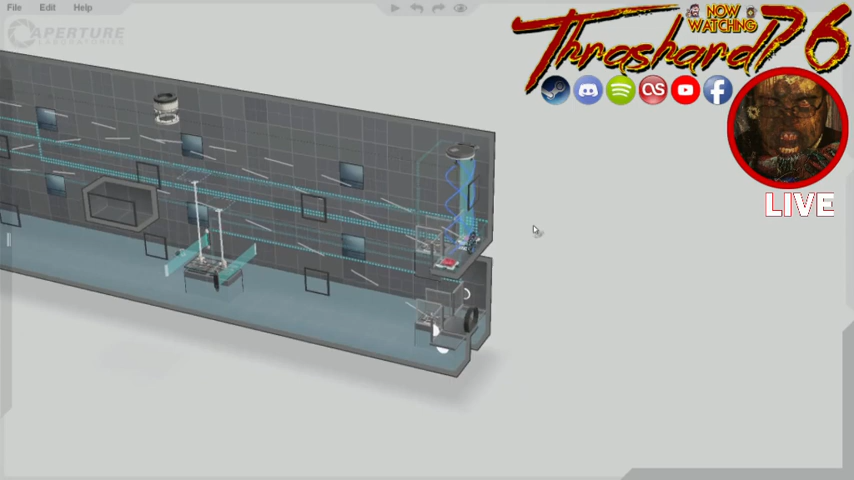 File Edit Help
APERTURE
LABORATORIES
NOW
WATCHING
Thrashard76
LIVE